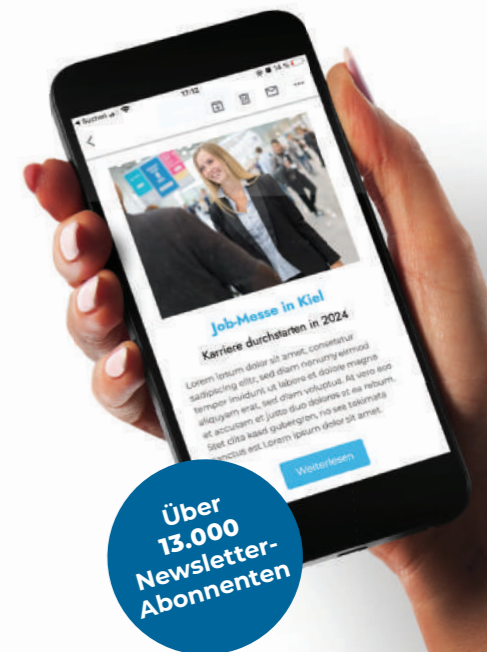 Suchen
17:12
14 %
Job-Messe in Kiel
Karriere durchstarten in 2024
Lorem ipsum dolor sit amet, consetetur
sadipscing elitr, sed diam nonumy eirmod
tempor invidunt ut labore et dolore magna
aliquyam erat, sed diam voluptua. At vero eos
et accusam et justo duo dolores et ea rebum.
Stet clita kasd gubergren, no sea takimata
sanctus est Lorem ipsum dolor sit amet.
Weiterlesen
Über
13.000
Newsletter-
Abonnenten